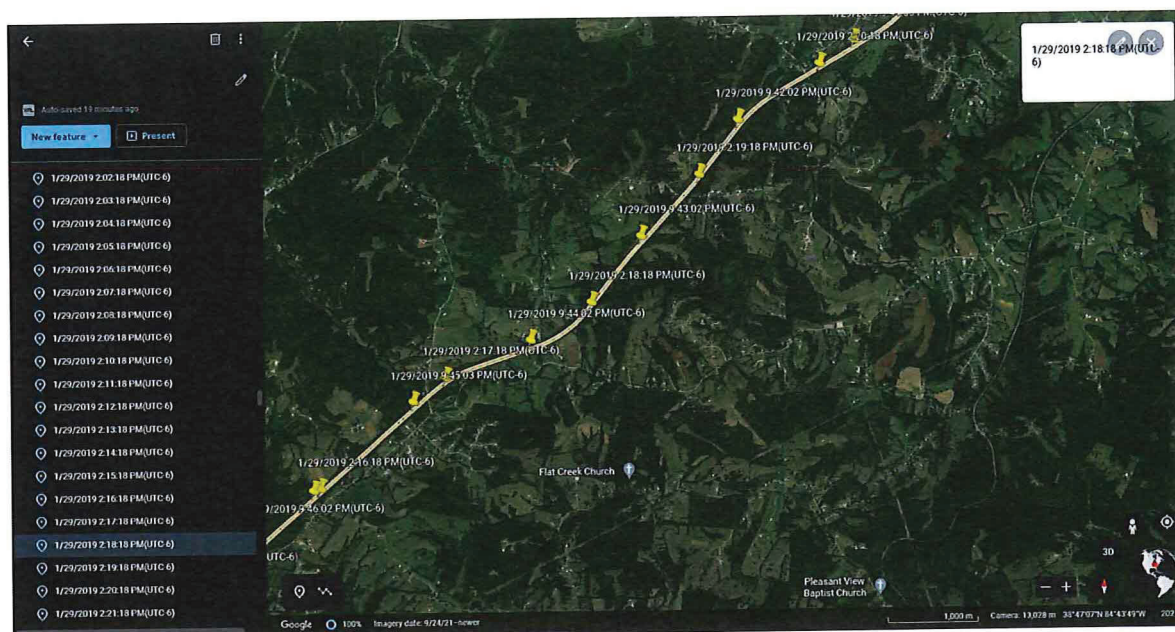 Auto-saved 19 minutes ago
New feature
Present
1/29/2019 2:02:18 PM(UTC-6)
1/29/2019 2:03:18 PM(UTC-6)
1/29/2019 2:04:18 PM(UTC-6)
1/29/2019 2:05:18 PM(UTC-6)
1/29/2019 2:06:18 PM(UTC-6)
1/29/2019 2:07:18 PM(UTC-6)
1/29/2019 2:08:18 PM(UTC-6)
1/29/2019 2:09:18 PM(UTC-6)
1/29/2019 2:10:18 PM(UTC-6)
1/29/2019 2:11:18 PM(UTC-6)
1/29/2019 2:12:18 PM(UTC-6)
1/29/2019 2:13:18 PM(UTC-6)
1/29/2019 2:14:18 PM(UTC-6)
1/29/2019 2:15:18 PM(UTC-6)
1/29/2019 2:16:18 PM(UTC-6)
1/29/2019 2:17:18 PM(UTC-6)
1/29/2019 2:18:18 PM(UTC-6)
1/29/2019 2:19:18 PM(UTC-6)
1/29/2019 2:20:18 PM(UTC-6)
1/29/2019 2:21:18 PM(UTC-6)
1/29/2019 9:42:02 PM(UTC-6)
1/29/2019 2:19:18 PM(UTC-6)
1/29/2019 9:43:02 PM(UTC-6)
1/29/2019 2:18:18 PM(UTC-6)
1/29/2019 9:44:02 PM(UTC-6)
1/29/2019 2:17:18 PM(UTC-6)
1/29/2019 9:45:03 PM(UTC-6)
1/29/2019 2:16:18 PM(UTC-6)
/2019 9:46:02 PM(UTC-6)
UTC-6)
Flat Creek Church
Pleasant View
Baptist Church
1/29/2019 2:18:18 PM(UTC-
6)
3D
Google
100%
Imagery date: 9/24/21-newer
1,000 m
Camera: 13,028 m
38°47'07"N 84°43'49"W